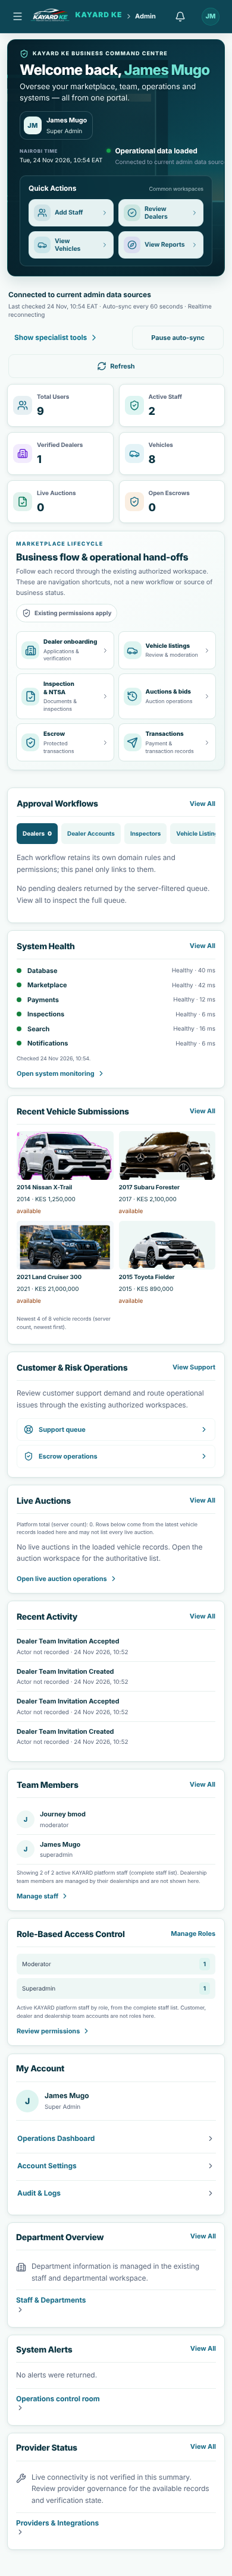 KAYARD KE
KAYARD KE > Admin
JM
KAYARD KE BUSINESS COMMAND CENTRE
Welcome back, James Mugo
Oversee your marketplace, team, operations and
systems — all from one portal.
JM
James Mugo
Super Admin
NAIROBI TIME
Tue, 24 Nov 2026, 10:54 EAT
Operational data loaded
Connected to current admin data sourc
Quick Actions
Common workspaces
Add Staff
Review
Dealers
View
Vehicles
View Reports
Connected to current admin data sources
Last checked 24 Nov, 10:54 EAT · Auto-sync every 60 seconds · Realtime
reconnecting
Show specialist tools
Pause auto-sync
Refresh
Total Users
9
Active Staff
2
Verified Dealers
1
Vehicles
8
Live Auctions
0
Open Escrows
0
MARKETPLACE LIFECYCLE
Business flow & operational hand-offs
Follow each record through the existing authorized workspace.
These are navigation shortcuts, not a new workflow or source of
business status.
Existing permissions apply
Dealer onboarding
Applications &
verification
Vehicle listings
Review & moderation
Inspection
& NTSA
Documents &
inspections
Auctions & bids
Auction operations
Escrow
Protected
transactions
Transactions
Payment &
transaction records
Approval Workflows
View All
Dealers 0
Dealer Accounts
Inspectors
Vehicle Listin
Each workflow retains its own domain rules and
permissions; this panel only links to them.
No pending dealers returned by the server-filtered queue.
View all to inspect the full queue.
System Health
View All
Database
Healthy · 40 ms
Marketplace
Healthy · 42 ms
Payments
Healthy · 12 ms
Inspections
Healthy · 6 ms
Search
Healthy · 16 ms
Notifications
Healthy · 6 ms
Checked 24 Nov 2026, 10:54.
Open system monitoring
Recent Vehicle Submissions
View All
2014 Nissan X-Trail
2014 · KES 1,250,000
available
2017 Subaru Forester
2017 · KES 2,100,000
available
2021 Land Cruiser 300
2021 · KES 21,000,000
available
2015 Toyota Fielder
2015 · KES 890,000
available
Newest 4 of 8 vehicle records (server
count, newest first).
Customer & Risk Operations
View Support
Review customer support demand and route operational
issues through the existing authorized workspaces.
Support queue
Escrow operations
Live Auctions
View All
Platform total (server count): 0. Rows below come from the latest vehicle
records loaded here and may not list every live auction.
No live auctions in the loaded vehicle records. Open the
auction workspace for the authoritative list.
Open live auction operations
Recent Activity
View All
Dealer Team Invitation Accepted
Actor not recorded · 24 Nov 2026, 10:52
Dealer Team Invitation Created
Actor not recorded · 24 Nov 2026, 10:52
Dealer Team Invitation Accepted
Actor not recorded · 24 Nov 2026, 10:52
Dealer Team Invitation Created
Actor not recorded · 24 Nov 2026, 10:52
Team Members
View All
J
Journey bmod
moderator
J
James Mugo
superadmin
Showing 2 of 2 active KAYARD platform staff (complete staff list). Dealership
team members are managed by their dealerships and are not shown here.
Manage staff
Role-Based Access Control
Manage Roles
Moderator
1
Superadmin
1
Active KAYARD platform staff by role, from the complete staff list. Customer,
dealer and dealership team accounts are not roles here.
Review permissions
My Account
J
James Mugo
Super Admin
Operations Dashboard
Account Settings
Audit & Logs
Department Overview
View All
Department information is managed in the existing
staff and departmental workspace.
Staff & Departments
System Alerts
View All
No alerts were returned.
Operations control room
Provider Status
View All
Live connectivity is not verified in this summary.
Review provider governance for the available records
and verification state.
Providers & Integrations